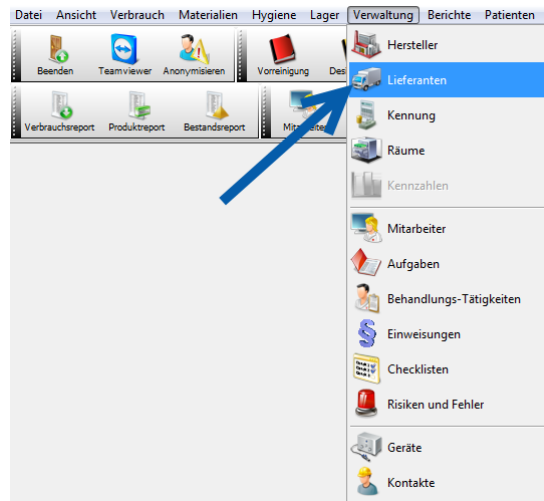 Datei Ansicht Verbrauch Materialien Hygiene Lager Verwaltung Berichte Patienten
Beenden Teamviewer Anonymisieren Vorreinigung
Verbrauchsreport Produktreport Bestandsreport
Hersteller
Lieferanten
Kennung
Räume
Kennzahlen
Mitarbeiter
Aufgaben
Behandlungs-Tätigkeiten
Einweisungen
Checklisten
Risiken und Fehler
Geräte
Kontakte